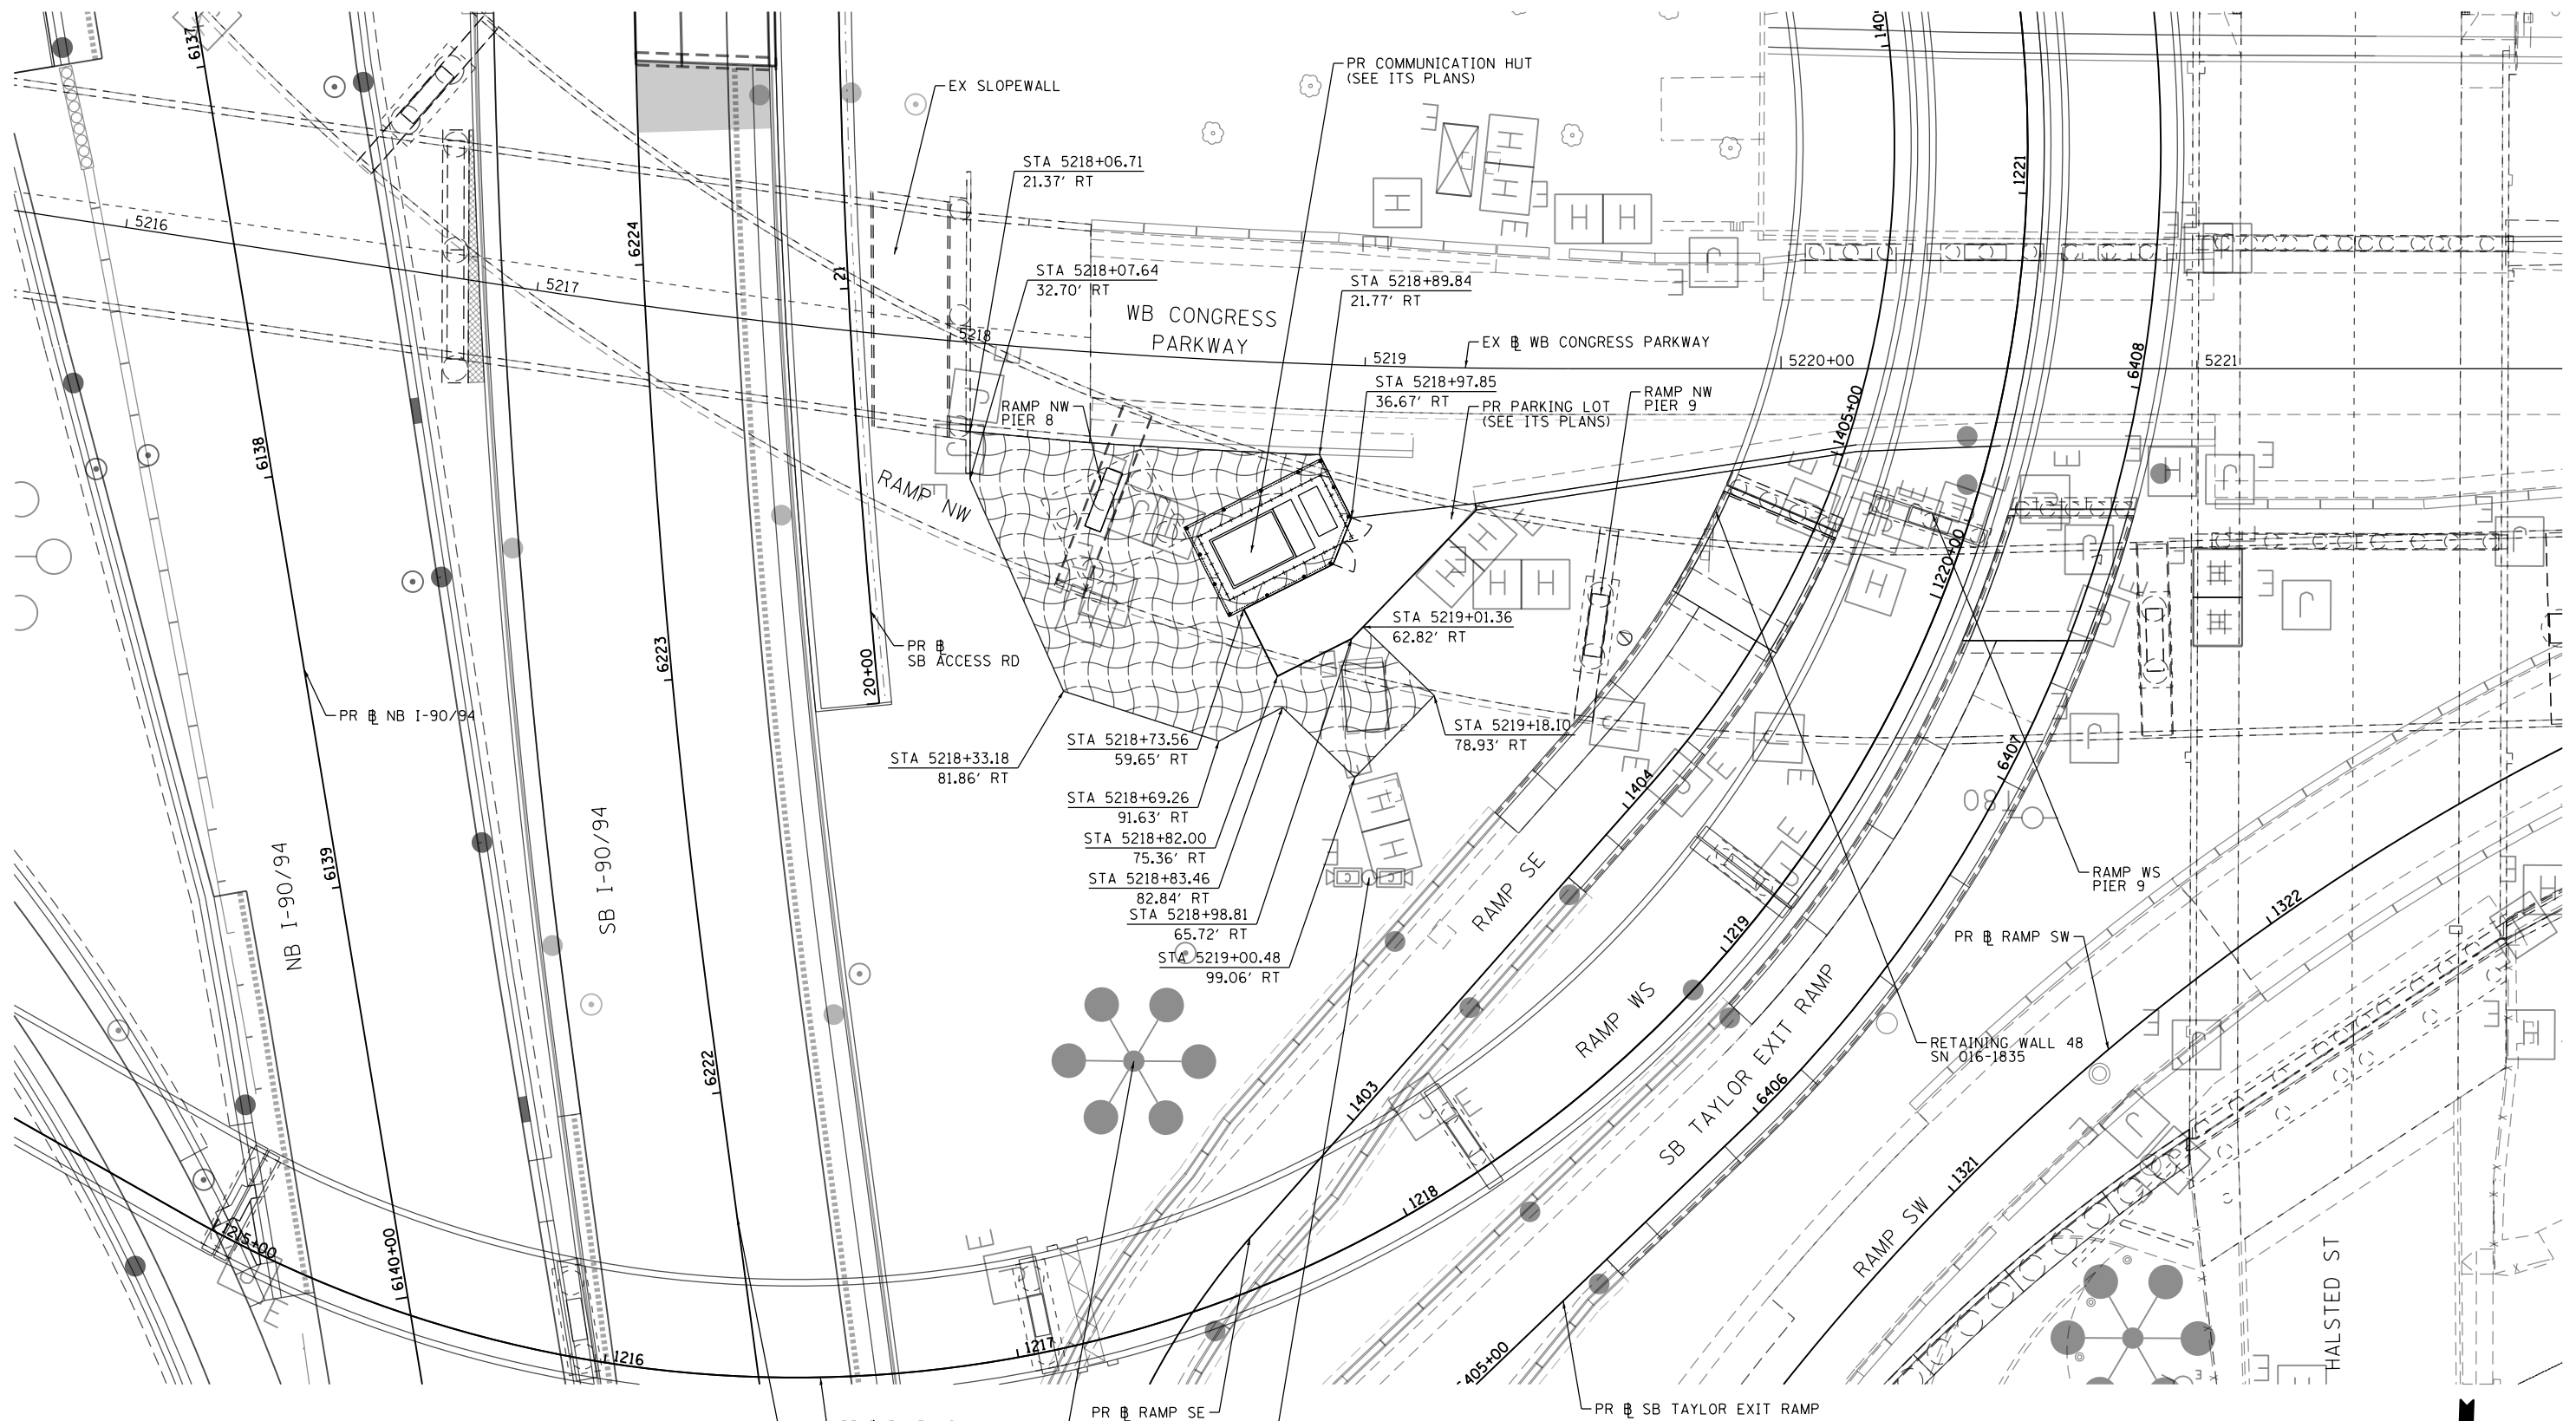 6137
1401
PR COMMUNICATION HUT
(SEE ITS PLANS)
EX SLOPEWALL
E
H
H
E
H
H
H
E
E
J
E
STA 5218+06.71
21.37' RT
1221
5216
6224
21
5217
STA 5218+07.64
32.70' RT
STA 5218+89.84
21.77' RT
WB CONGRESS
PARKWAY
5218
EX ℄ WB CONGRESS PARKWAY
5219
5220+00
5221
6408
STA 5218+97.85
36.67' RT
RAMP NW
PIER 8
PR PARKING LOT
(SEE ITS PLANS)
RAMP NW
PIER 9
1405+00
6138
RAMP NW
J
J
E
H
H
E
H
H
H
J
J
H
J
E
1220+00
6223
20+00
PR ℄
SB ACCESS RD
STA 5219+01.36
62.82' RT
PR ℄ NB I-90/94
STA 5219+18.10
78.93' RT
STA 5218+73.56
59.65' RT
STA 5218+33.18
81.86' RT
STA 5218+69.26
91.63' RT
STA 5218+82.00
75.36' RT
STA 5218+83.46
82.84' RT
STA 5218+98.81
65.72' RT
STA 5219+00.48
99.06' RT
1404
6407
T80
H
H
C
C
6139
NB I-90/94
SB I-90/94
RAMP SE
RAMP WS
PIER 9
1219
1322
PR ℄ RAMP SW
RAMP WS
SB TAYLOR EXIT RAMP
RETAINING WALL 48
SN 016-1835
6222
1403
6406
1218
1321
RAMP SW
1215+00
6140+00
1216
1217
HALSTED ST
405+00
PR ℄ RAMP SE
PR ℄ SB TAYLOR EXIT RAMP